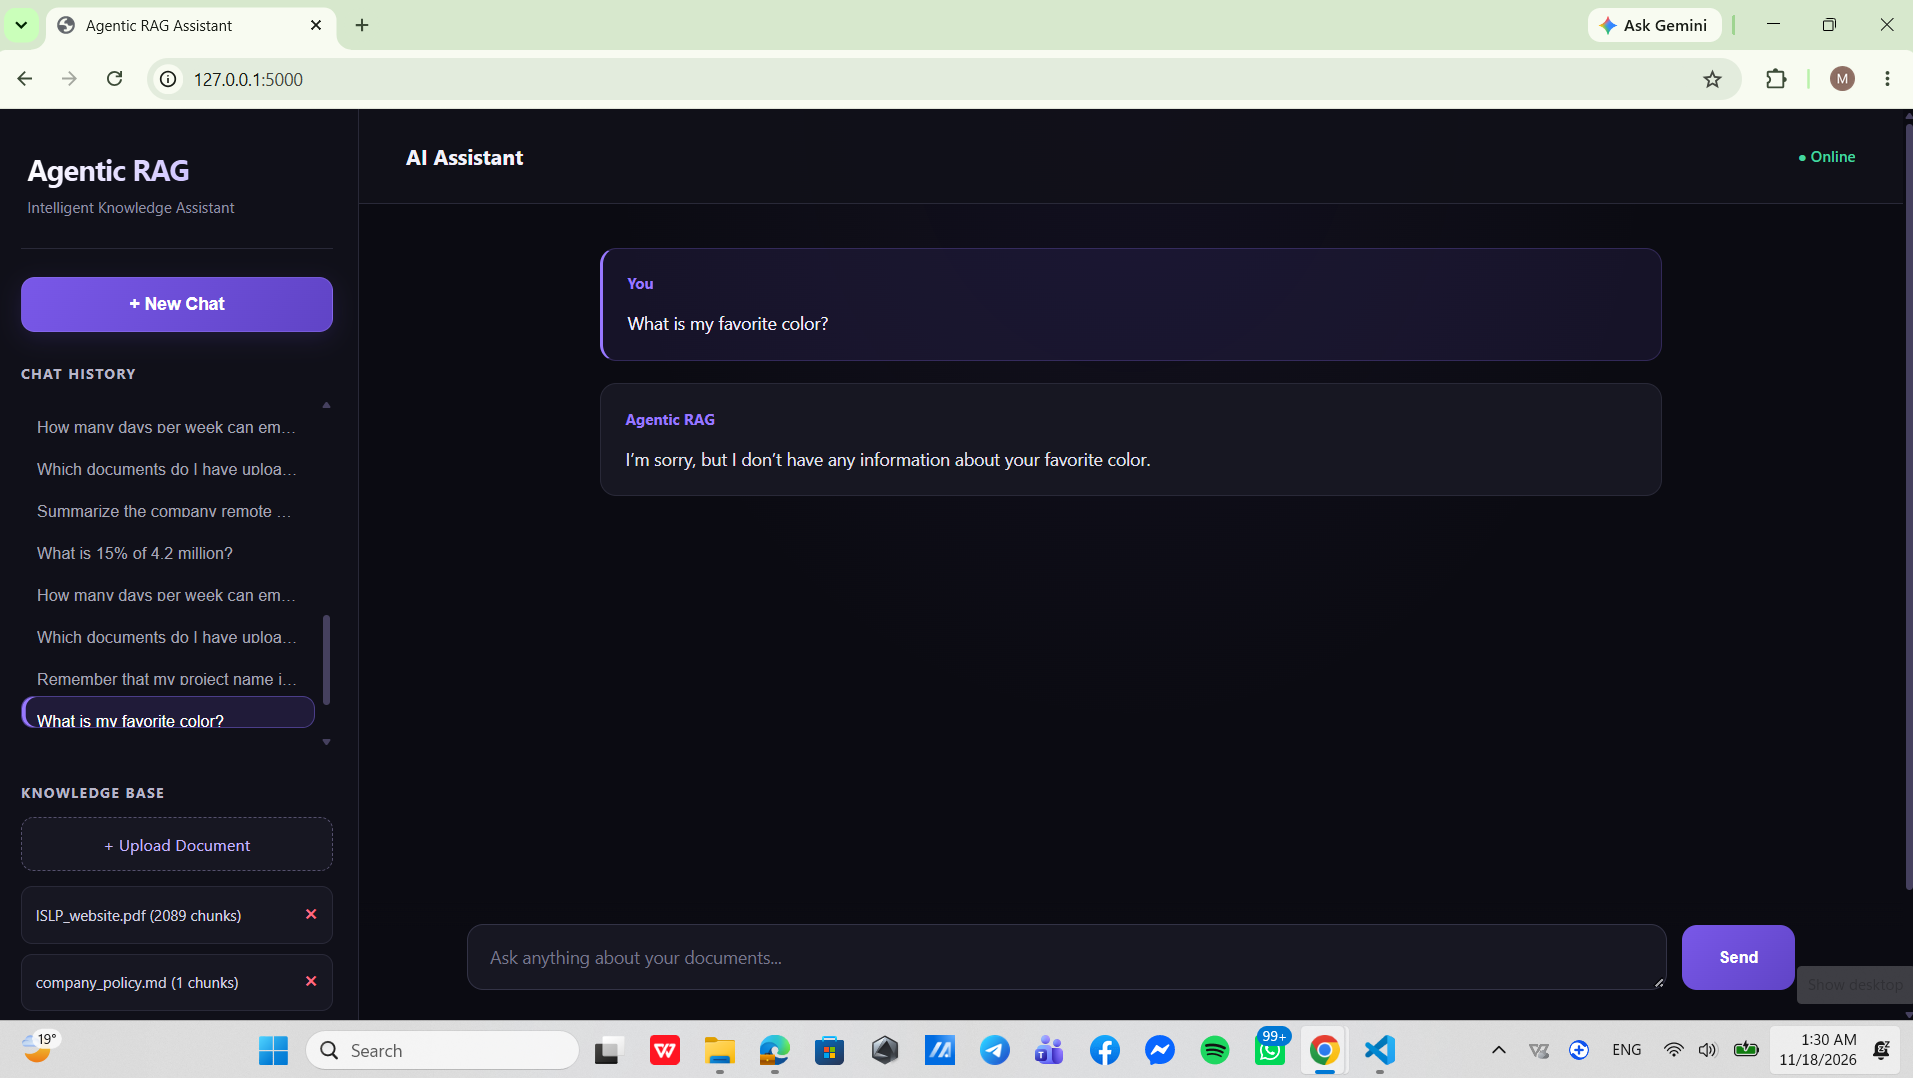 Agentic RAG Assistant
Ask Gemini
127.0.0.1:5000
M
Agentic RAG
Intelligent Knowledge Assistant
+ New Chat
CHAT HISTORY
How many days per week can em...
Which documents do I have uploa...
Summarize the company remote ...
What is 15% of 4.2 million?
How many days per week can em...
Which documents do I have uploa...
Remember that my project name i...
What is my favorite color?
KNOWLEDGE BASE
+ Upload Document
ISLP_website.pdf (2089 chunks)
company_policy.md (1 chunks)
AI Assistant
● Online
You
What is my favorite color?
Agentic RAG
I’m sorry, but I don’t have any information about your favorite color.
Ask anything about your documents...
Send
Show desktop
19°
Search
99+
ENG
1:30 AM
11/18/2026